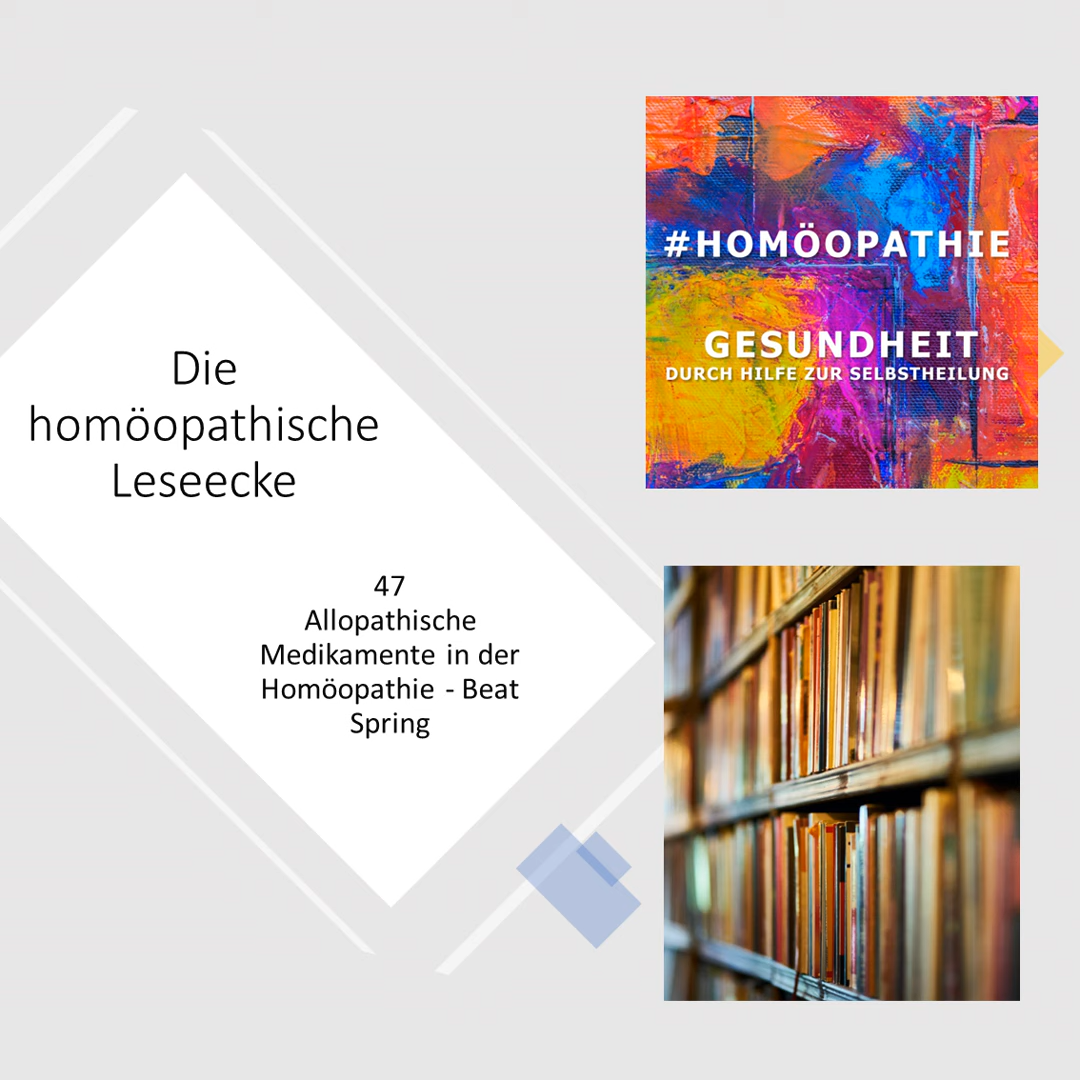 Die
homöopathische
Leseecke
47
Allopathische
Medikamente in der
Homöopathie - Beat
Spring
#HOMÖOPATHIE
GESUNDHEIT
DURCH HILFE ZUR SELBSTHEILUNG